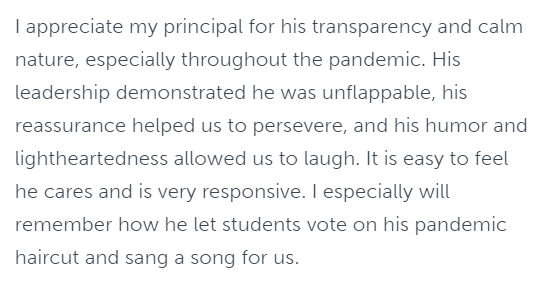 I appreciate my principal for his transparency and calm
nature, especially throughout the pandemic. His
leadership demonstrated he was unflappable, his
reassurance helped us to persevere, and his humor and
lightheartedness allowed us to laugh. It is easy to feel
he cares and is very responsive. I especially will
remember how he let students vote on his pandemic
haircut and sang a song for us.